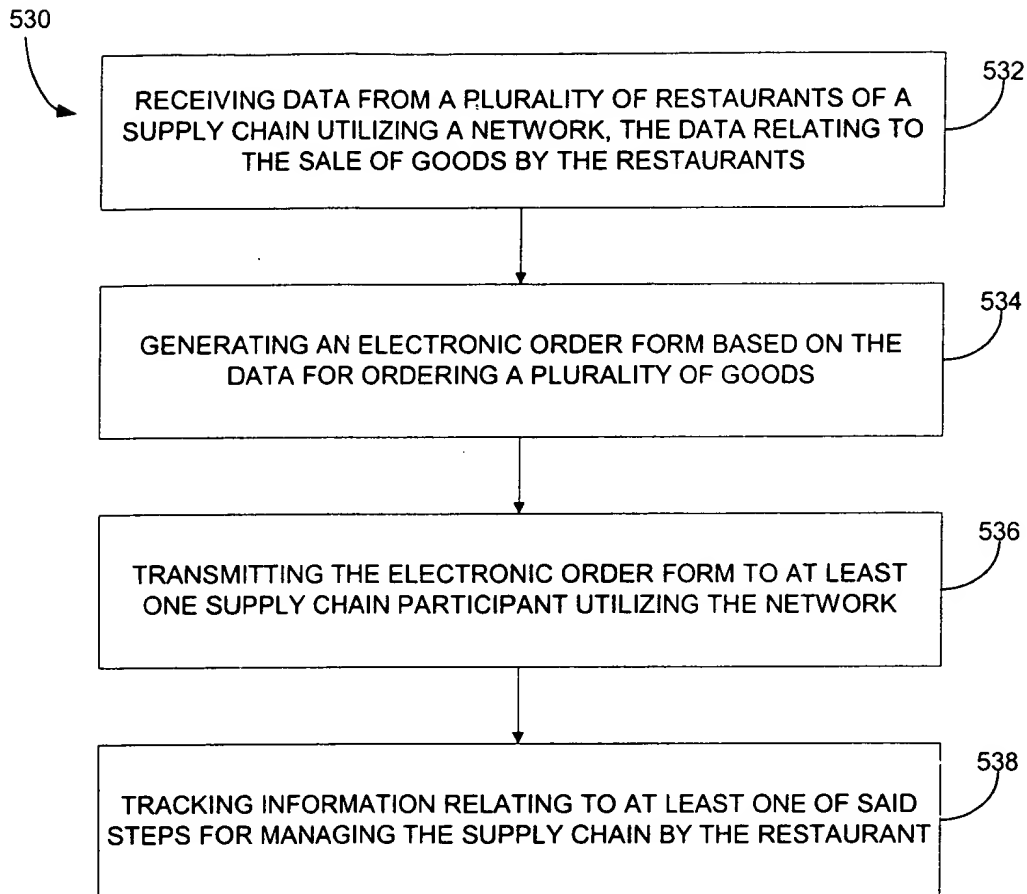 530
RECEIVING DATA FROM A PLURALITY OF RESTAURANTS OF A
SUPPLY CHAIN UTILIZING A NETWORK, THE DATA RELATING TO
THE SALE OF GOODS BY THE RESTAURANTS
532
GENERATING AN ELECTRONIC ORDER FORM BASED ON THE
DATA FOR ORDERING A PLURALITY OF GOODS
534
TRANSMITTING THE ELECTRONIC ORDER FORM TO AT LEAST
ONE SUPPLY CHAIN PARTICIPANT UTILIZING THE NETWORK
536
TRACKING INFORMATION RELATING TO AT LEAST ONE OF SAID
STEPS FOR MANAGING THE SUPPLY CHAIN BY THE RESTAURANT
538